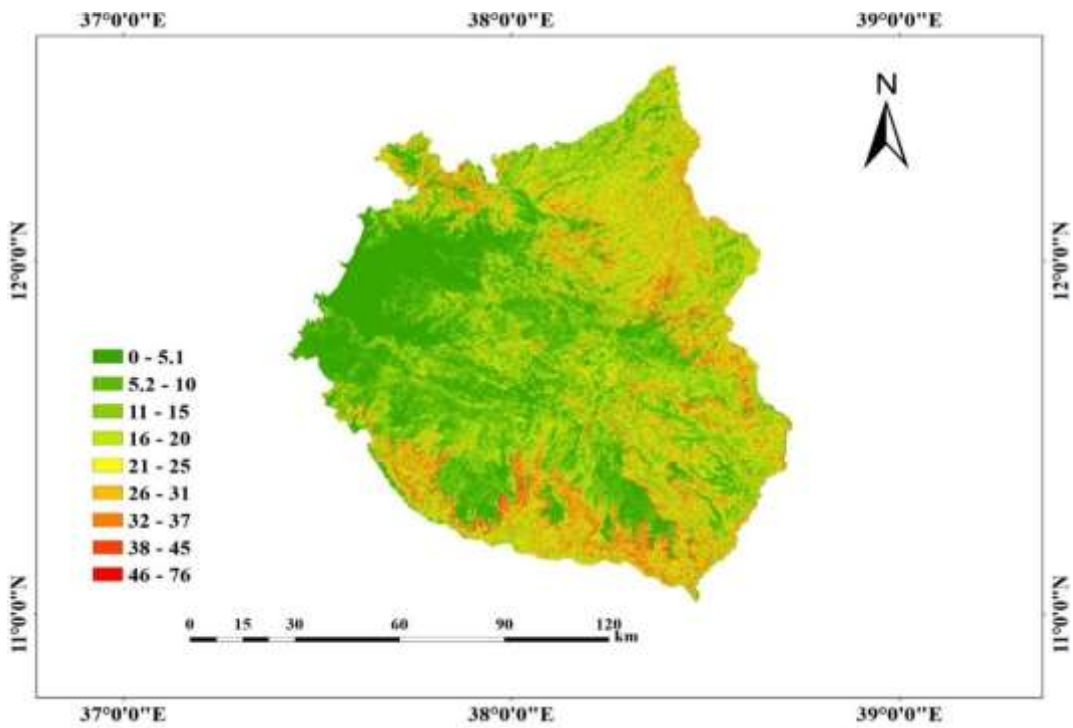 37°0'0"E 38°0'0"E 39°0'0"E
N
12°0'0"N 12°0'0"N
0 - 5.1
5.2 - 10
11 - 15
16 - 20
21 - 25
26 - 31
32 - 37
38 - 45
46 - 76
0 15 30 60 90 120
km
11°0'0"N 11°0'0"N
37°0'0"E 38°0'0"E 39°0'0"E